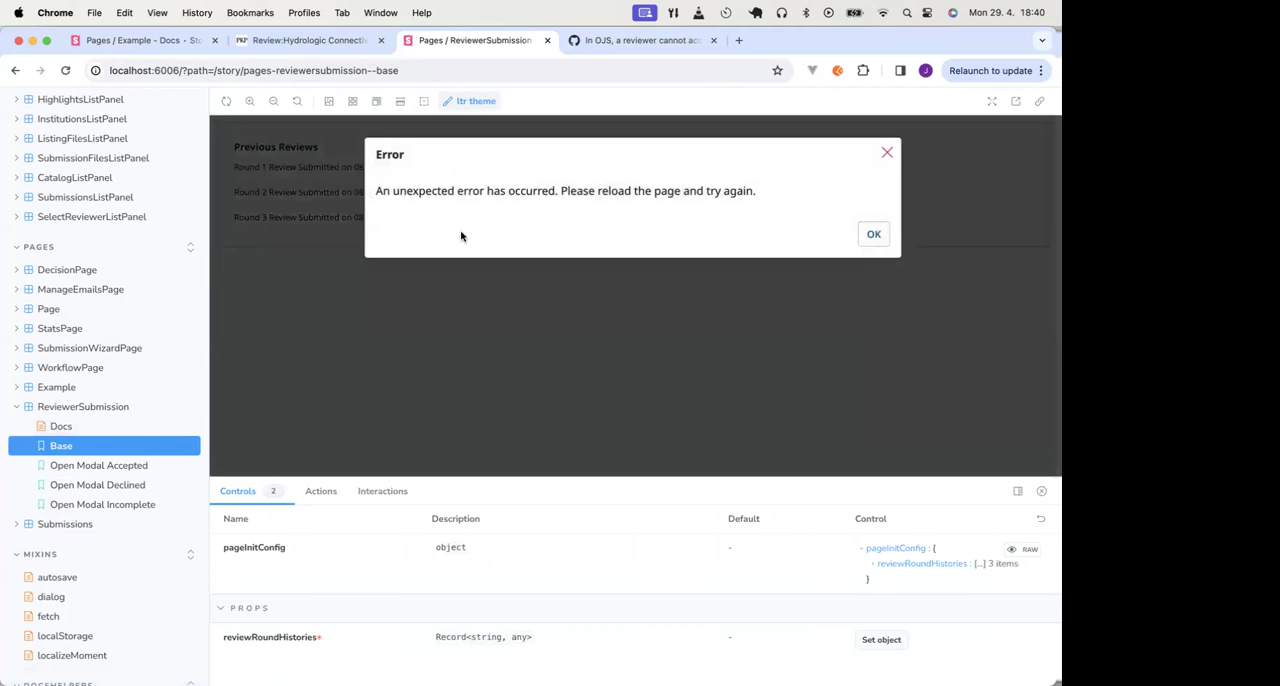 Chrome File Edit View History Bookmarks Profiles Tab Window Help Mon 29. 4. 18:40
Pages / Example - Docs - Sto Review:Hydrologic Connecti Pages / ReviewerSubmission In OJS, a reviewer cannot acc
localhost:6006/?path=/story/pages-reviewersubmission--base J Relaunch to update
HighlightsListPanel
InstitutionsListPanel
ListingFilesListPanel
SubmissionFilesListPanel
CatalogListPanel
SubmissionsListPanel
SelectReviewerListPanel
PAGES
DecisionPage
ManageEmailsPage
Page
StatsPage
SubmissionWizardPage
WorkflowPage
Example
ReviewerSubmission
Docs
Base
Open Modal Accepted
Open Modal Declined
Open Modal Incomplete
Submissions
MIXINS
autosave
dialog
fetch
localStorage
localizeMoment
ltr theme
Previous Reviews
Round 1 Review Submitted on 08
Round 2 Review Submitted on 08
Round 3 Review Submitted on 08
Error
An unexpected error has occurred. Please reload the page and try again.
OK
Controls 2 Actions Interactions
Name Description Default Control
pageInitConfig object - - pageInitConfig : { RAW
reviewRoundHistories : [...] 3 items
}
PROPS
reviewRoundHistories* Record<string, any> - Set object